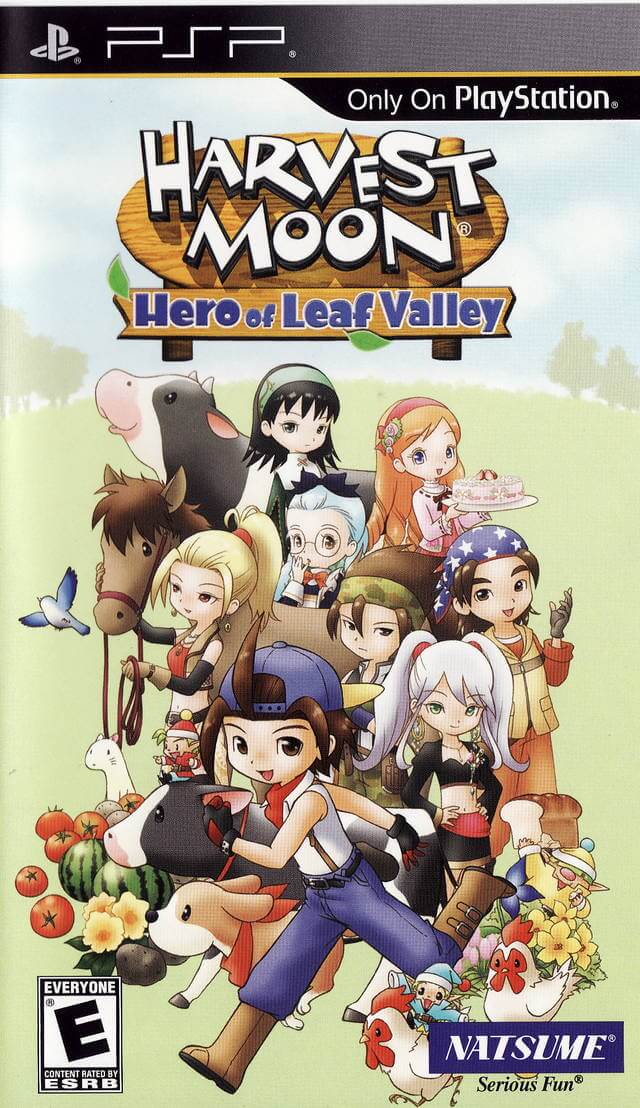 PSP®
Only On PlayStation®
HARVEST
MOON®
Hero of Leaf Valley
EVERYONE
E®
CONTENT RATED BY
ESRB
NATSUME®
Serious Fun®